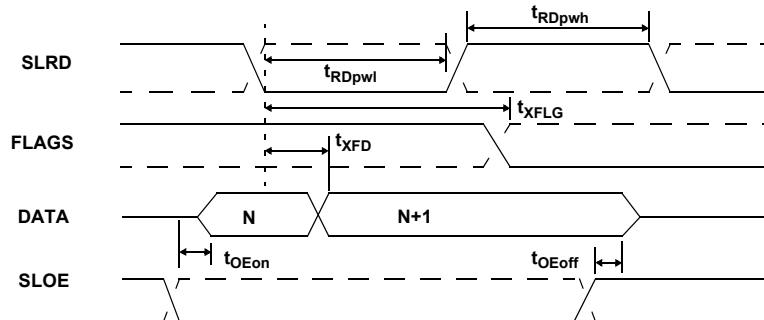 tRDpwh
SLRD
tRDpwl
tXFLG
FLAGS
tXFD
DATA
N
N+1
tOEon
tOEoff
SLOE